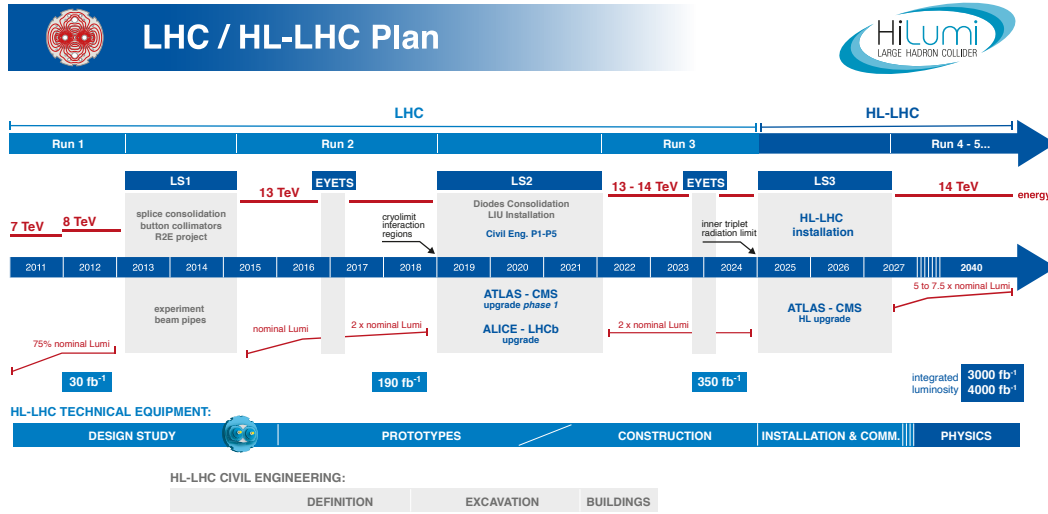 LHC / HL-LHC Plan
HiLumi
LARGE HADRON COLLIDER
LHC
HL-LHC
Run 1
Run 2
Run 3
Run 4 - 5...
LS1
EYETS
LS2
EYETS
LS3
7 TeV
8 TeV
13 TeV
13 - 14 TeV
14 TeV
energy
splice consolidation
button collimators
R2E project
cryolimit
interaction
regions
Diodes Consolidation
LIU Installation
Civil Eng. P1-P5
inner triplet
radiation limit
HL-LHC
installation
2011
2012
2013
2014
2015
2016
2017
2018
2019
2020
2021
2022
2023
2024
2025
2026
2027
2040
75% nominal Lumi
experiment
beam pipes
nominal Lumi
2 x nominal Lumi
ATLAS - CMS
upgrade phase 1
ALICE - LHCb
upgrade
2 x nominal Lumi
ATLAS - CMS
HL upgrade
5 to 7.5 x nominal Lumi
30 fb-1
190 fb-1
350 fb-1
integrated
luminosity
3000 fb-1
4000 fb-1
HL-LHC TECHNICAL EQUIPMENT:
DESIGN STUDY
PROTOTYPES
CONSTRUCTION
INSTALLATION & COMM.
PHYSICS
HL-LHC CIVIL ENGINEERING:
DEFINITION
EXCAVATION
BUILDINGS